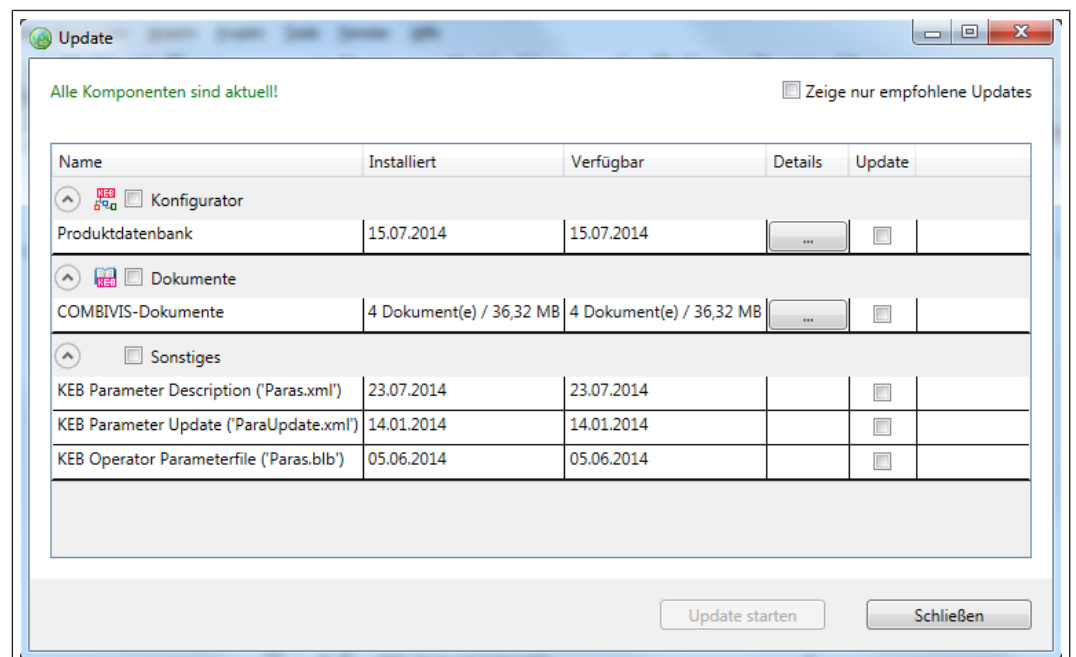 Update
Alle Komponenten sind aktuell!
Zeige nur empfohlene Updates
Name Installiert Verfügbar Details Update
KEB Konfigurator
Produktdatenbank 15.07.2014 15.07.2014 ...
KEB Dokumente
COMBIVIS-Dokumente 4 Dokument(e) / 36,32 MB 4 Dokument(e) / 36,32 MB ...
Sonstiges
KEB Parameter Description ('Paras.xml') 23.07.2014 23.07.2014
KEB Parameter Update ('ParaUpdate.xml') 14.01.2014 14.01.2014
KEB Operator Parameterfile ('Paras.blb') 05.06.2014 05.06.2014
Update starten Schließen